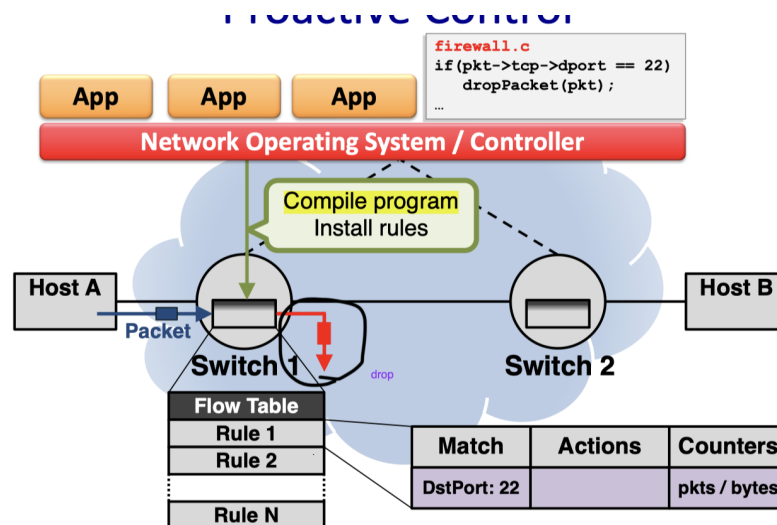 Proactive Control
firewall.c
if(pkt->tcp->dport == 22)
dropPacket(pkt);
…
App
App
App
Network Operating System / Controller
Compile program
Install rules
Host A
Host B
Packet
Switch 1
drop
Switch 2
Flow Table
Rule 1
Rule 2
Rule N
Match
Actions
Counters
DstPort: 22
pkts / bytes